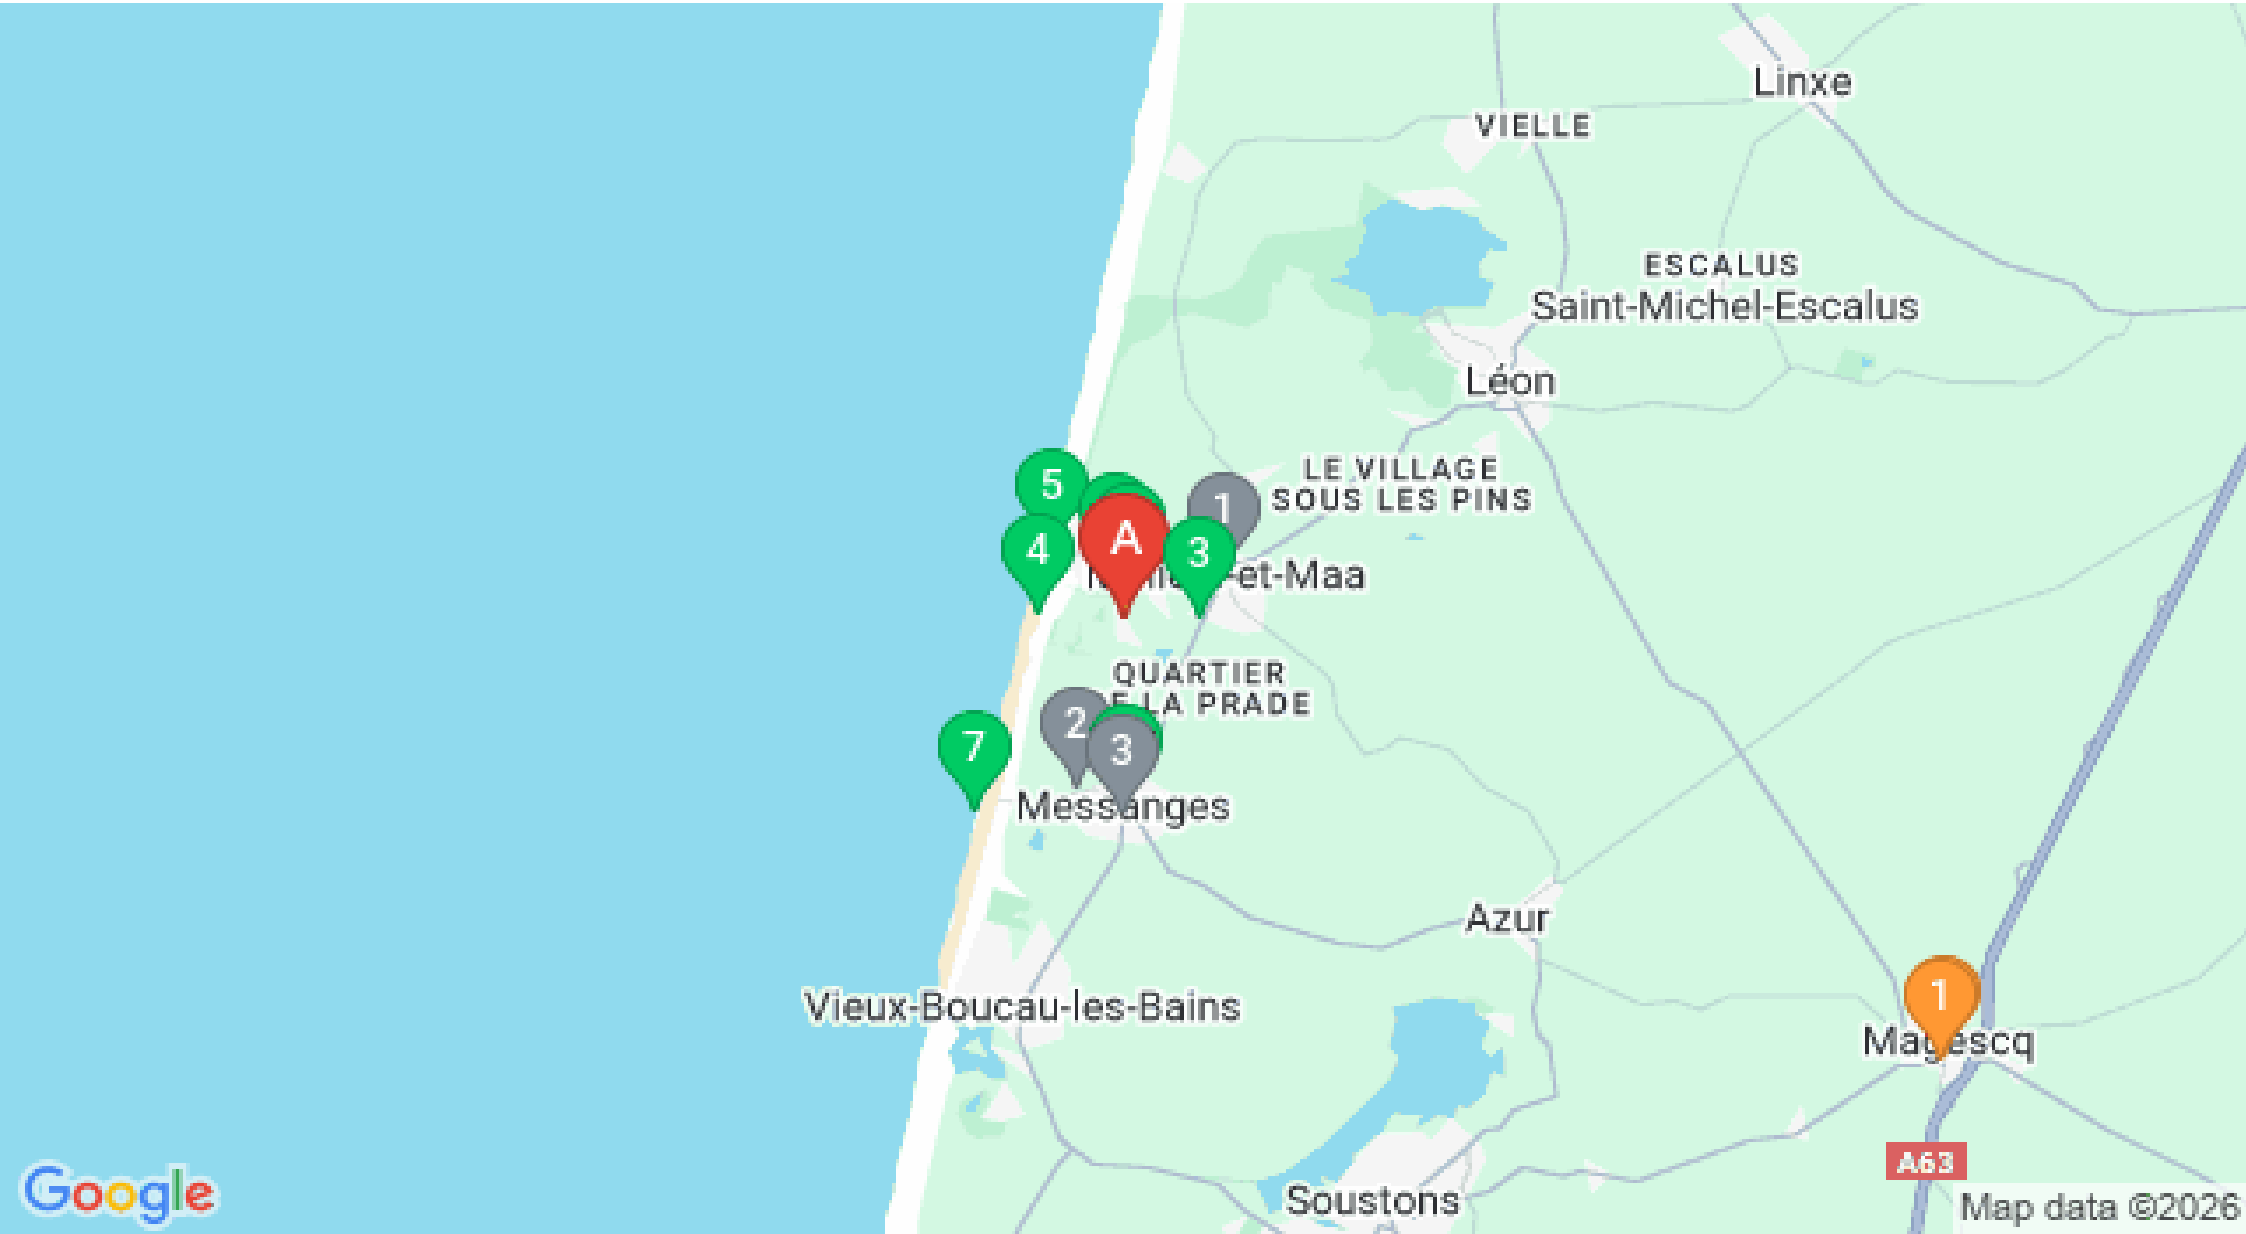 Linxe
VIELLE
ESCALUS
Saint-Michel-Escalus
Léon
LE VILLAGE
SOUS LES PINS
5
1
A
4
3
-et-Maa
QUARTIER
LA PRADE
2
3
7
Messanges
Azur
Vieux-Boucau-les-Bains
1
Magescq
A63
Soustons
Google
Map data ©2026